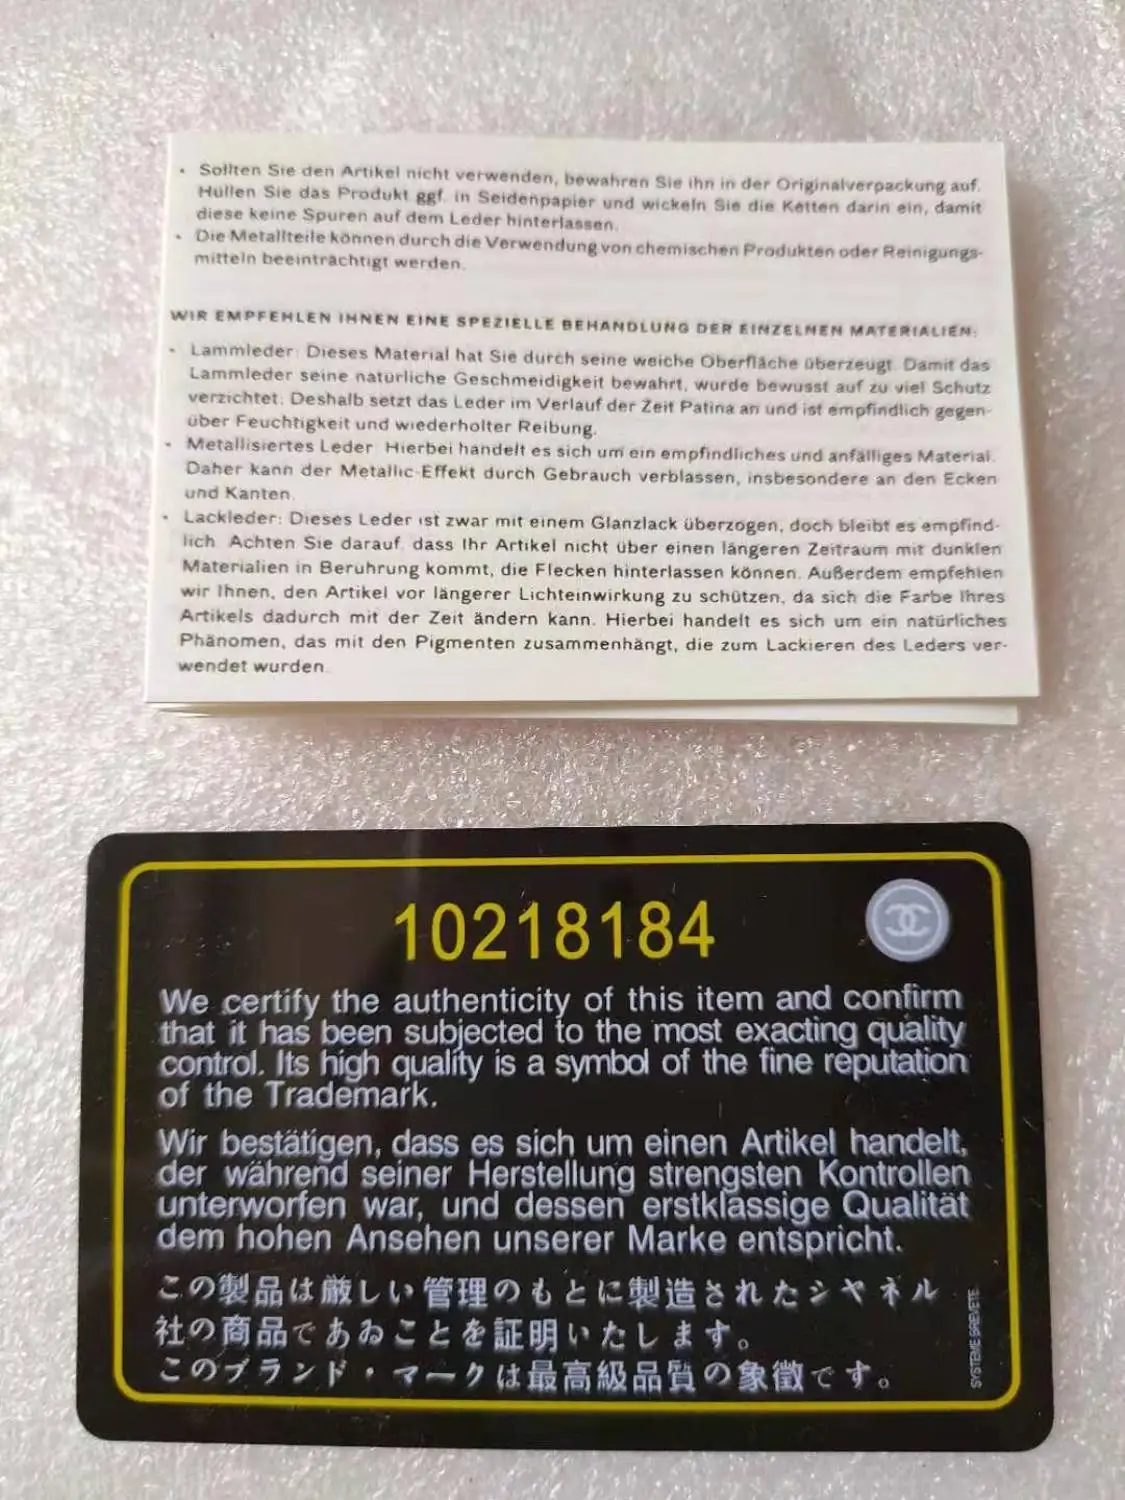 • Sollten Sie den Artikel nicht verwenden, bewahren Sie ihn in der Originalverpackung auf.
Hüllen Sie das Produkt ggf. in Seidenpapier und wickeln Sie die Ketten darin ein, damit
diese keine Spuren auf dem Leder hinterlassen.
• Die Metallteile können durch die Verwendung von chemischen Produkten oder Reinigungs-
mitteln beeinträchtigt werden.
WIR EMPFEHLEN IHNEN EINE SPEZIELLE BEHANDLUNG DER EINZELNEN MATERIALIEN:
• Lammleder: Dieses Material hat Sie durch seine weiche Oberfläche überzeugt. Damit das
Lammleder seine natürliche Geschmeidigkeit bewahrt, wurde bewusst auf zu viel Schutz
verzichtet. Deshalb setzt das Leder im Verlauf der Zeit Patina an und ist empfindlich gegen-
über Feuchtigkeit und wiederholter Reibung.
• Metallisiertes Leder: Hierbei handelt es sich um ein empfindliches und anfälliges Material.
Daher kann der Metallic-Effekt durch Gebrauch verblassen, insbesondere an den Ecken
und Kanten.
• Lackleder: Dieses Leder ist zwar mit einem Glanzlack überzogen, doch bleibt es empfind-
lich. Achten Sie darauf, dass Ihr Artikel nicht über einen längeren Zeitraum mit dunklen
Materialien in Berührung kommt, die Flecken hinterlassen können. Außerdem empfehlen
wir Ihnen, den Artikel vor längerer Lichteinwirkung zu schützen, da sich die Farbe Ihres
Artikels dadurch mit der Zeit ändern kann. Hierbei handelt es sich um ein natürliches
Phänomen, das mit den Pigmenten zusammenhängt, die zum Lackieren des Leders ver-
wendet wurden.
10218184
We certify the authenticity of this item and confirm
that it has been subjected to the most exacting quality
control. Its high quality is a symbol of the fine reputation
of the Trademark.
Wir bestätigen, dass es sich um einen Artikel handelt,
der während seiner Herstellung strengsten Kontrollen
unterworfen war, und dessen erstklassige Qualität
dem hohen Ansehen unserer Marke entspricht.
この製品は厳しい管理のもとに製造されたシヤネル
社の商品であゐことを証明いたします。
このブランド・マークは最高級品質の象徴です。
SYSTEME BREVETE